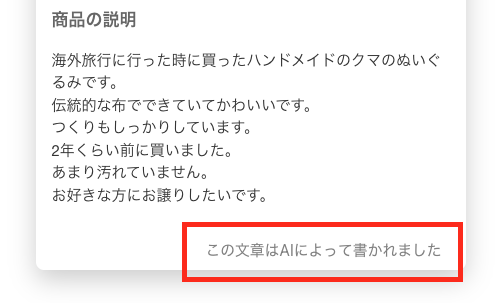 商品の説明
海外旅行に行った時に買ったハンドメイドのクマのぬいぐ
るみです。
伝統的な布でできていてかわいいです。
つくりもしっかりしています。
2年くらい前に買いました。
あまり汚れていません。
お好きな方にお譲りしたいです。
この文章はAIによって書かれました